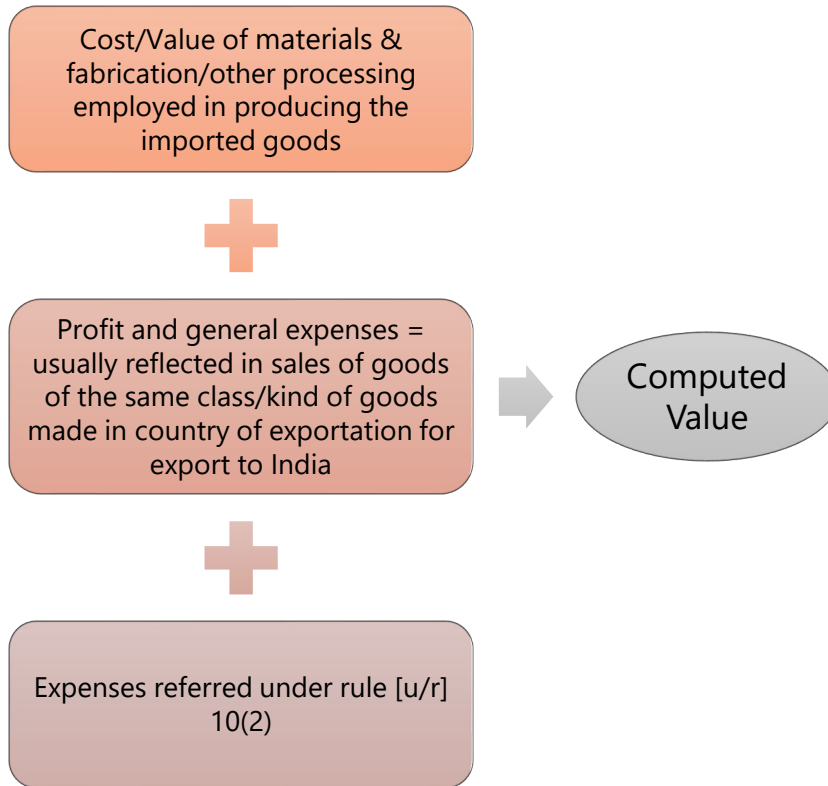 Cost/Value of materials &
fabrication/other processing
employed in producing the
imported goods
Profit and general expenses =
usually reflected in sales of goods
of the same class/kind of goods
made in country of exportation for
export to India
Computed
Value
Expenses referred under rule [u/r]
10(2)